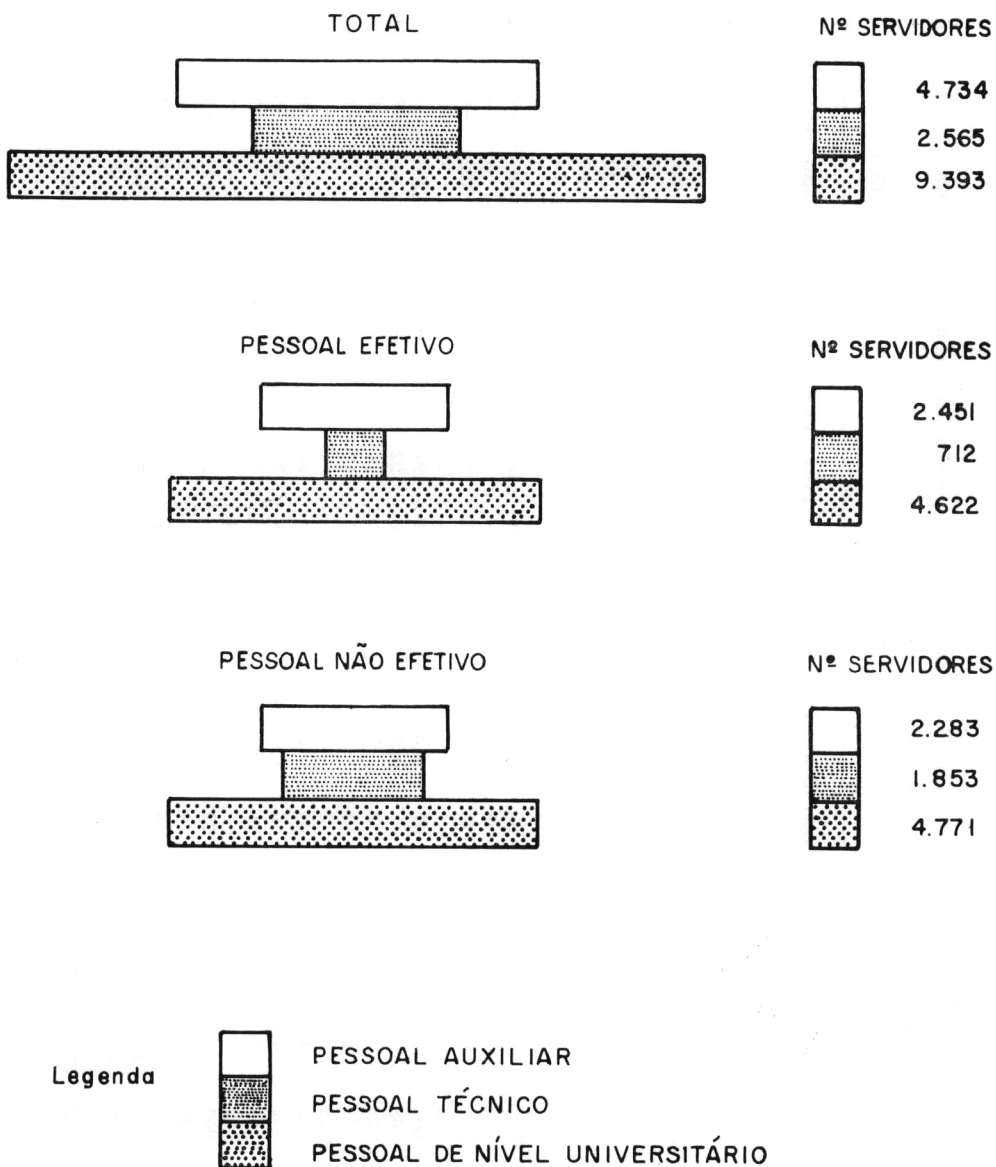 TOTAL
Nº SERVIDORES
4.734
2.565
9.393
PESSOAL EFETIVO
Nº SERVIDORES
2.451
712
4.622
PESSOAL NÃO EFETIVO
Nº SERVIDORES
2.283
1.853
4.771
Legenda
PESSOAL AUXILIAR
PESSOAL TÉCNICO
PESSOAL DE NÍVEL UNIVERSITÁRIO